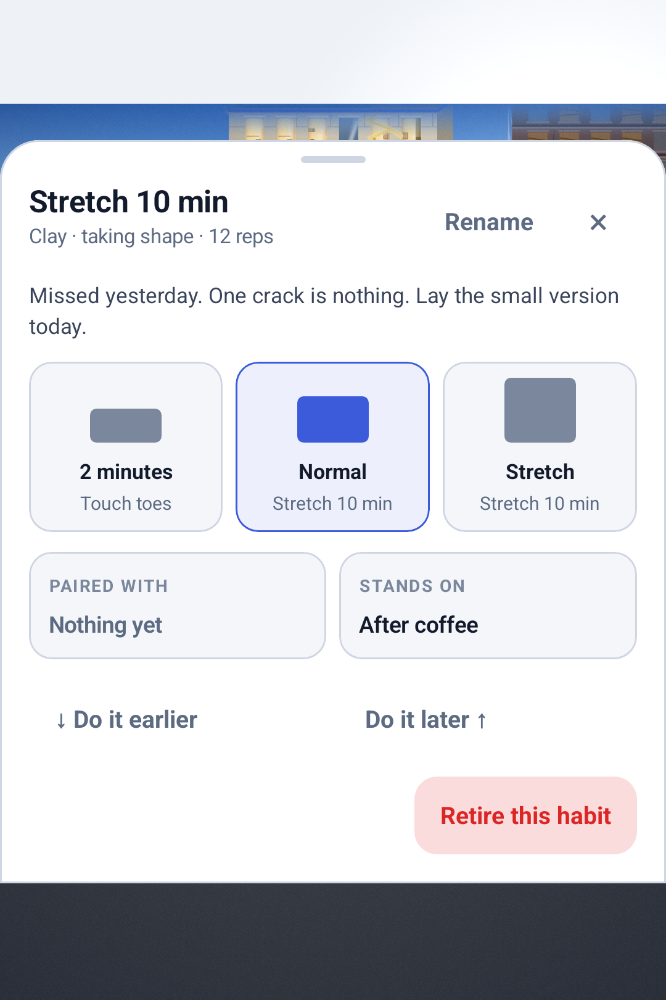 Stretch 10 min
Clay · taking shape · 12 reps
Rename
×
Missed yesterday. One crack is nothing. Lay the small version
today.
2 minutes
Touch toes
Normal
Stretch 10 min
Stretch
Stretch 10 min
PAIRED WITH
Nothing yet
STANDS ON
After coffee
↓ Do it earlier
Do it later ↑
Retire this habit